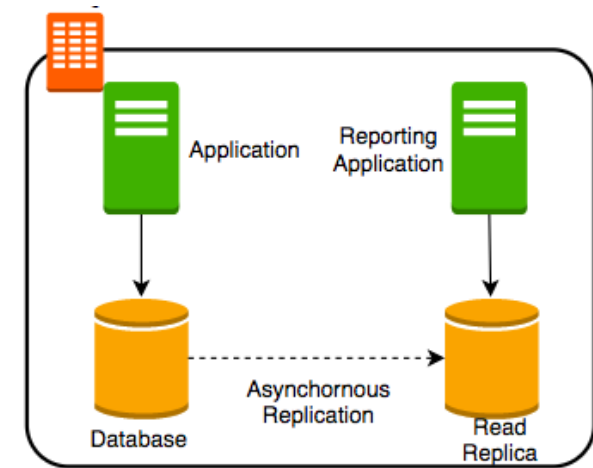 Application
Reporting
Application
Asynchornous
Replication
Database
Read
Replica